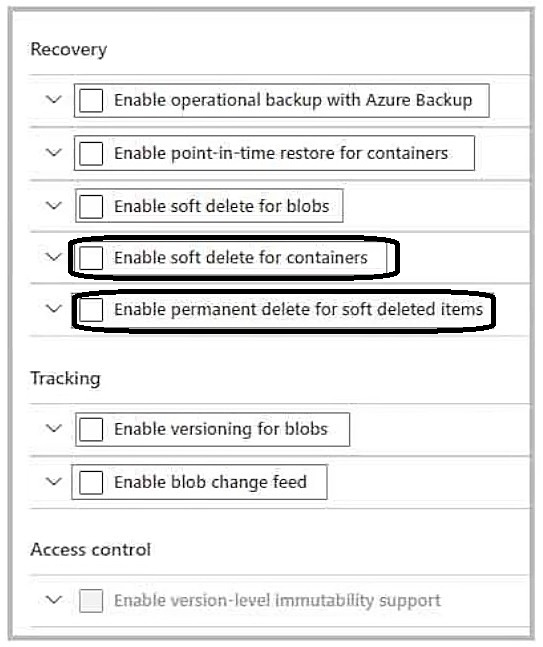 Recovery
Enable operational backup with Azure Backup
Enable point-in-time restore for containers
Enable soft delete for blobs
Enable soft delete for containers
Enable permanent delete for soft deleted items
Tracking
Enable versioning for blobs
Enable blob change feed
Access control
Enable version-level immutability support